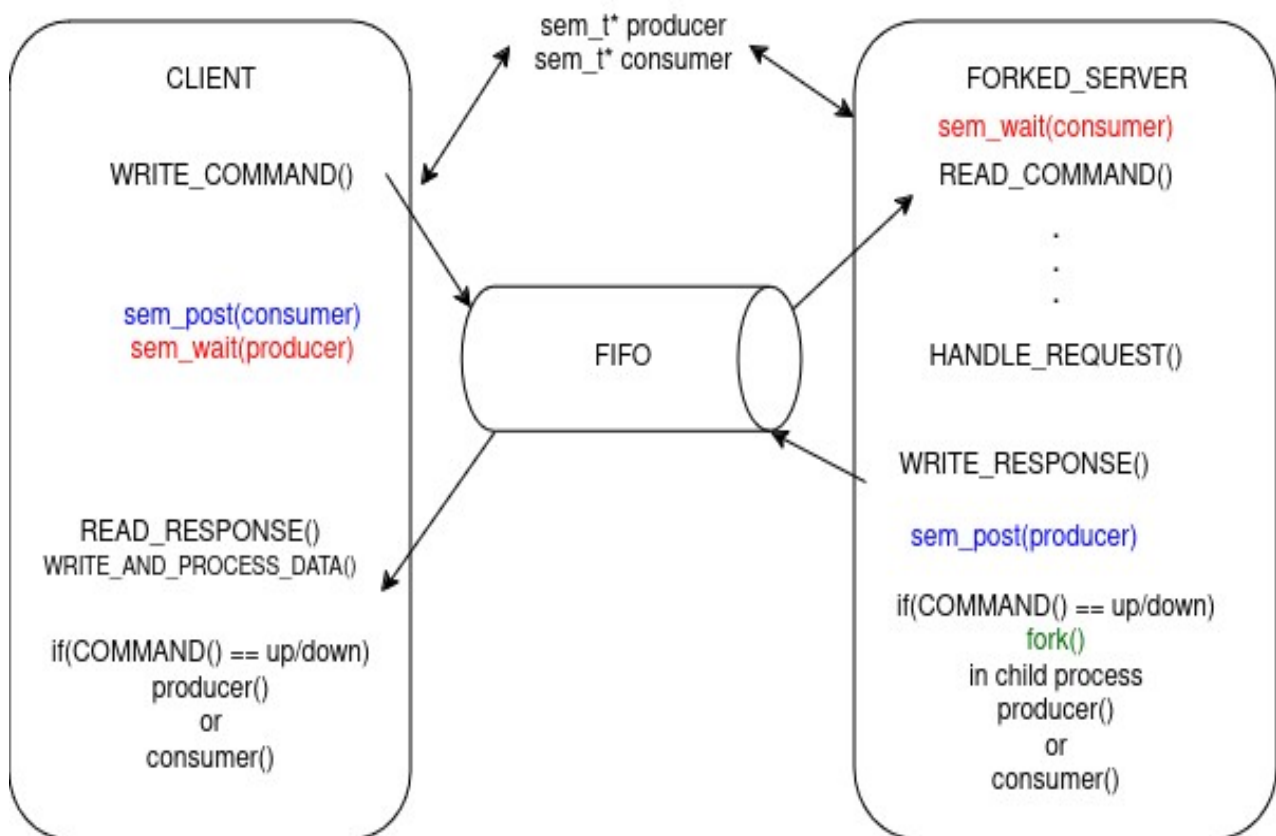 sem_t* producer
sem_t* consumer
CLIENT
WRITE_COMMAND()
sem_post(consumer)
sem_wait(producer)
READ_RESPONSE()
WRITE_AND_PROCESS_DATA()
if(COMMAND() == up/down)
producer()
or
consumer()
FIFO
FORKED_SERVER
sem_wait(consumer)
READ_COMMAND()
.
.
.
HANDLE_REQUEST()
WRITE_RESPONSE()
sem_post(producer)
if(COMMAND() == up/down)
fork()
in child process
producer()
or
consumer()